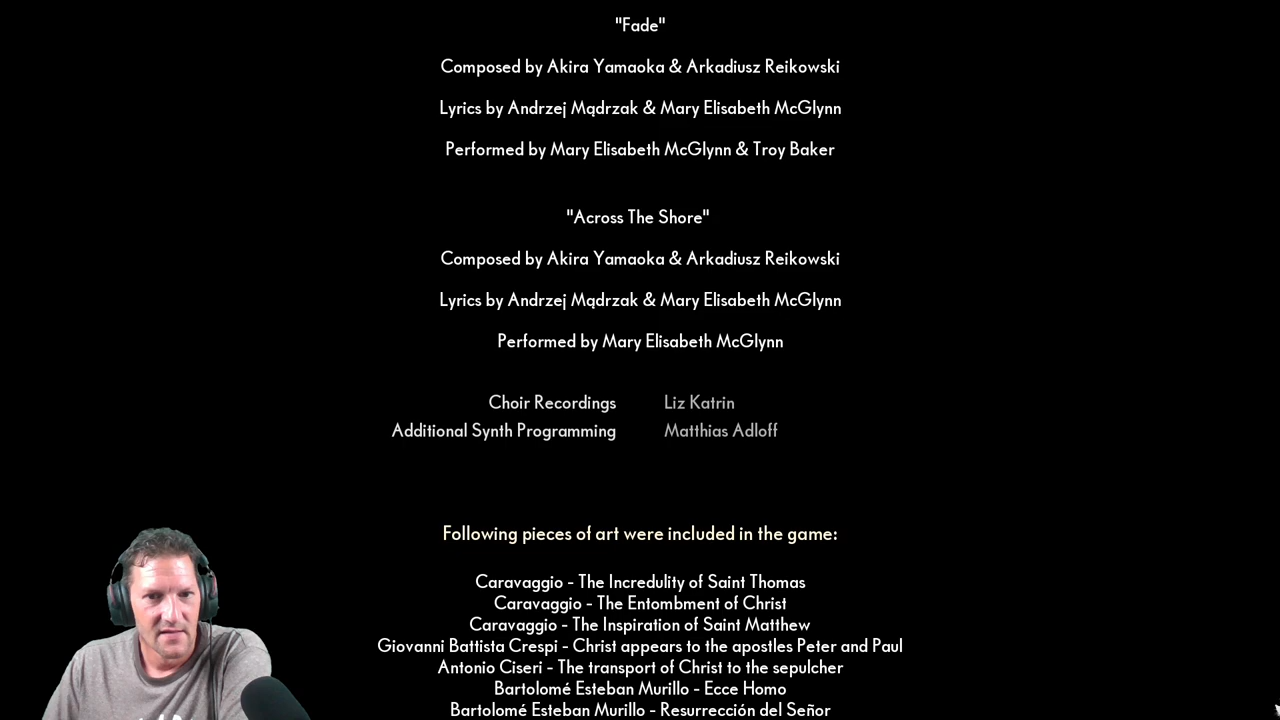 "Fade"
Composed by Akira Yamaoka & Arkadiusz Reikowski
Lyrics by Andrzej Mądrzak & Mary Elisabeth McGlynn
Performed by Mary Elisabeth McGlynn & Troy Baker
"Across The Shore"
Composed by Akira Yamaoka & Arkadiusz Reikowski
Lyrics by Andrzej Mądrzak & Mary Elisabeth McGlynn
Performed by Mary Elisabeth McGlynn
Choir Recordings Liz Katrin
Additional Synth Programming Matthias Adloff
Following pieces of art were included in the game:
Caravaggio - The Incredulity of Saint Thomas
Caravaggio - The Entombment of Christ
Caravaggio - The Inspiration of Saint Matthew
Giovanni Battista Crespi - Christ appears to the apostles Peter and Paul
Antonio Ciseri - The transport of Christ to the sepulcher
Bartolomé Esteban Murillo - Ecce Homo
Bartolomé Esteban Murillo - Resurrección del Señor